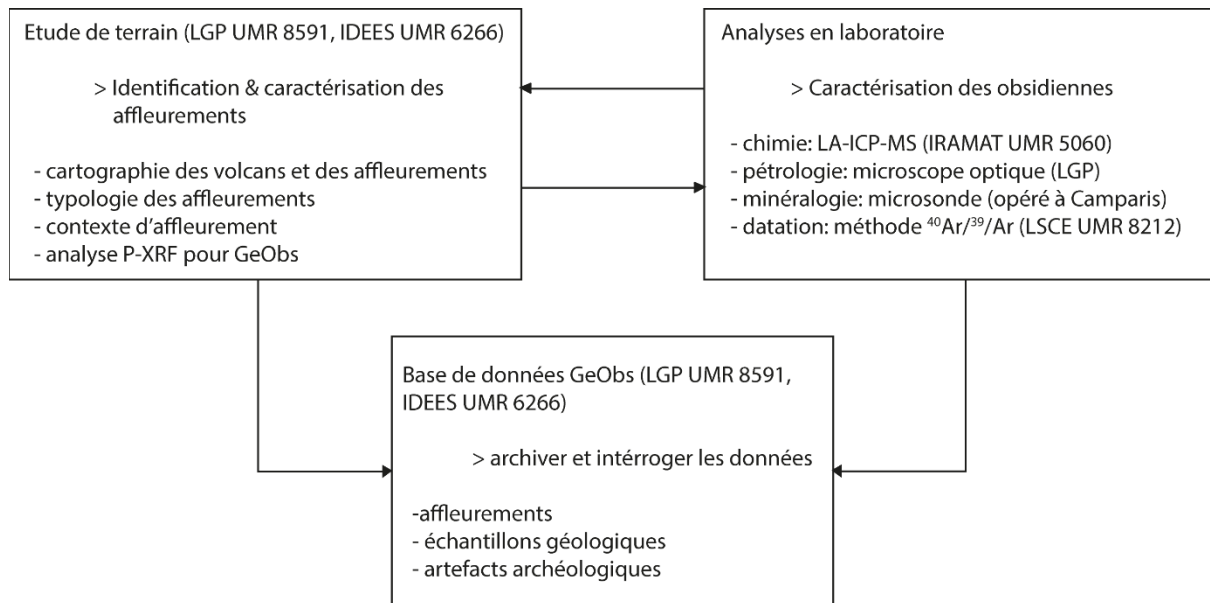 Etude de terrain (LGP UMR 8591, IDEES UMR 6266)
> Identification & caractérisation des
affleurements
- cartographie des volcans et des affleurements
- typologie des affleurements
- contexte d'affleurement
- analyse P-XRF pour GeObs
Analyses en laboratoire
> Caractérisation des obsidiennes
- chimie: LA-ICP-MS (IRAMAT UMR 5060)
- pétrologie: microscope optique (LGP)
- minéralogie: microsonde (opéré à Camparis)
- datation: méthode ⁴⁰Ar/³⁹/Ar (LSCE UMR 8212)
Base de données GeObs (LGP UMR 8591,
IDEES UMR 6266)
> archiver et intérroger les données
-affleurements
- échantillons géologiques
- artefacts archéologiques